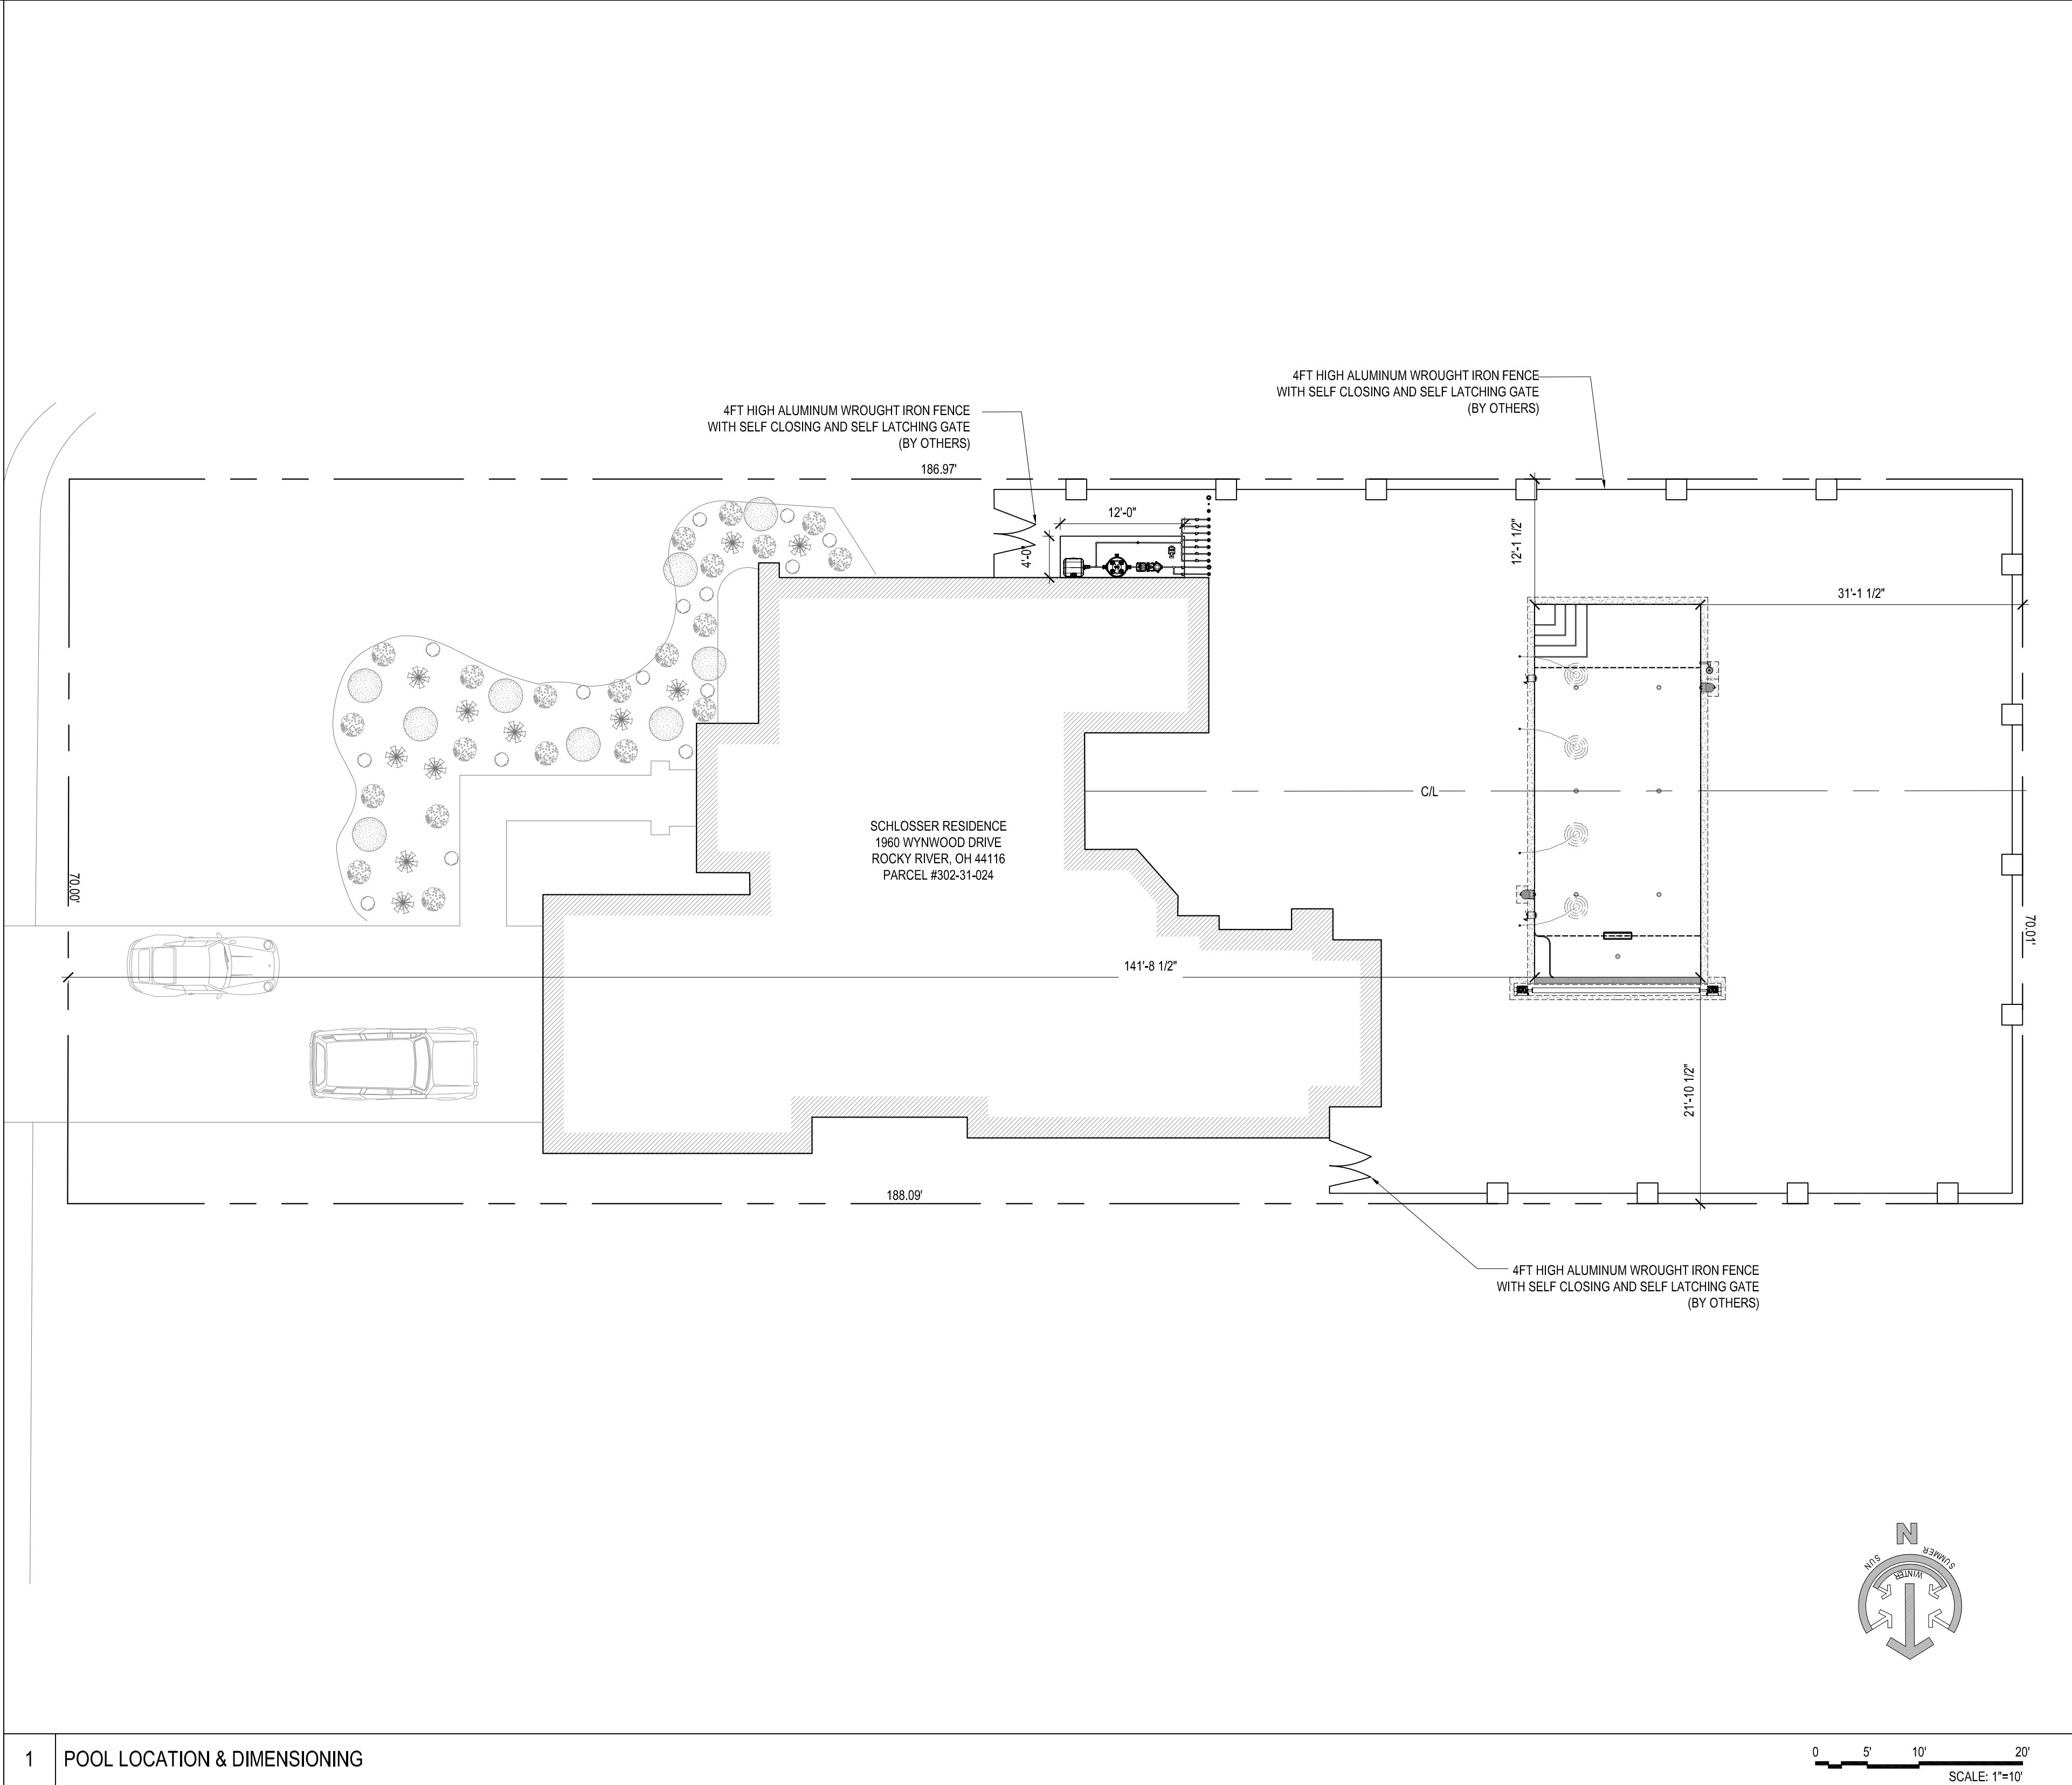 4FT HIGH ALUMINUM WROUGHT IRON FENCE
WITH SELF CLOSING AND SELF LATCHING GATE
(BY OTHERS)
4FT HIGH ALUMINUM WROUGHT IRON FENCE
WITH SELF CLOSING AND SELF LATCHING GATE
(BY OTHERS)
186.97'
12'-0"
4'-0"
12'-1 1/2"
31'-1 1/2"
C/L
SCHLOSSER RESIDENCE
1960 WYNWOOD DRIVE
ROCKY RIVER, OH 44116
PARCEL #302-31-024
70.00'
70.01'
141'-8 1/2"
21'-10 1/2"
188.09'
4FT HIGH ALUMINUM WROUGHT IRON FENCE
WITH SELF CLOSING AND SELF LATCHING GATE
(BY OTHERS)
N
SUN
SUMMER
WINTER
1
POOL LOCATION & DIMENSIONING
0 5' 10' 20'
SCALE: 1"=10'